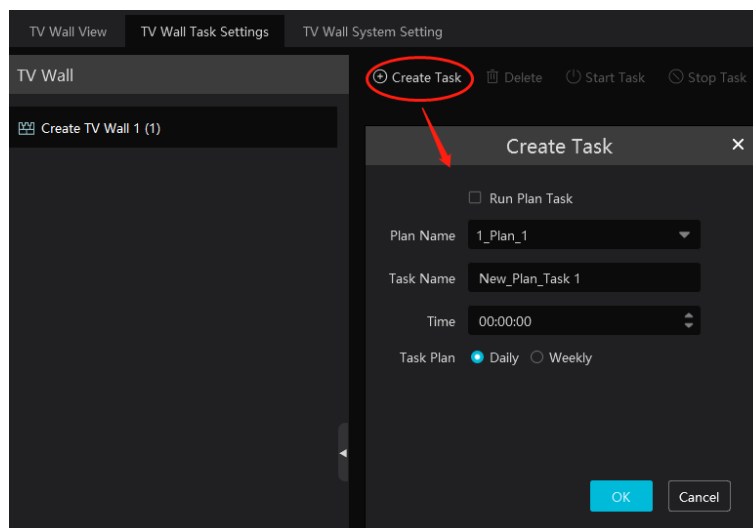 TV Wall View TV Wall Task Settings TV Wall System Setting
TV Wall
Create Task Delete Start Task Stop Task
Create TV Wall 1 (1)
Create Task
Run Plan Task
Plan Name 1_Plan_1
Task Name New_Plan_Task 1
Time 00:00:00
Task Plan Daily Weekly
OK Cancel